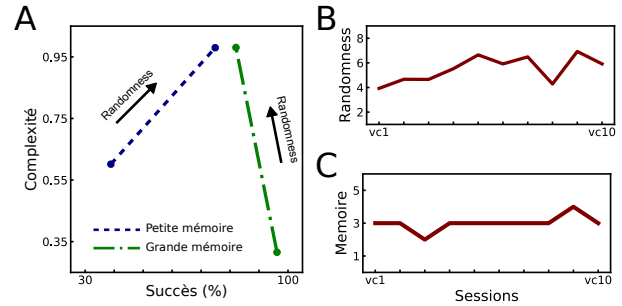 A
0.95
0.75
0.55
0.35
Complexité
Randomness
Randomness
Petite mémoire
Grande mémoire
30
100
Succès (%)
B
8
6
4
2
Randomness
vc1
vc10
C
5
3
1
Memoire
vc1
vc10
Sessions